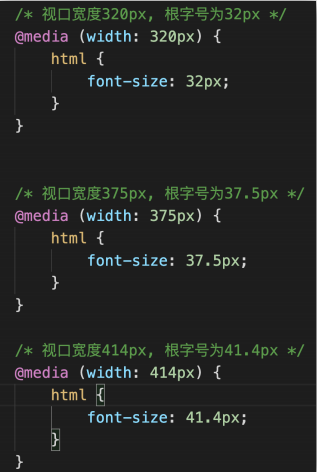 /* 视口宽度320px, 根字号为32px */
@media (width: 320px) {
html {
font-size: 32px;
}
}
/* 视口宽度375px, 根字号为37.5px */
@media (width: 375px) {
html {
font-size: 37.5px;
}
}
/* 视口宽度414px, 根字号为41.4px */
@media (width: 414px) {
html {
font-size: 41.4px;
}
}